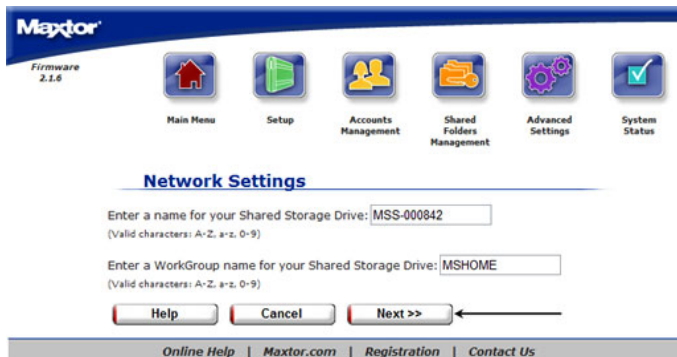 Maxtor
Firmware
2.1.6
Main Menu
Setup
Accounts
Management
Shared
Folders
Management
Advanced
Settings
System
Status
Network Settings
Enter a name for your Shared Storage Drive: MSS-000842
(Valid characters: A-Z, a-z, 0-9)
Enter a WorkGroup name for your Shared Storage Drive: MSHOME
(Valid characters: A-Z, a-z, 0-9)
Help Cancel Next >>
Online Help | Maxtor.com | Registration | Contact Us